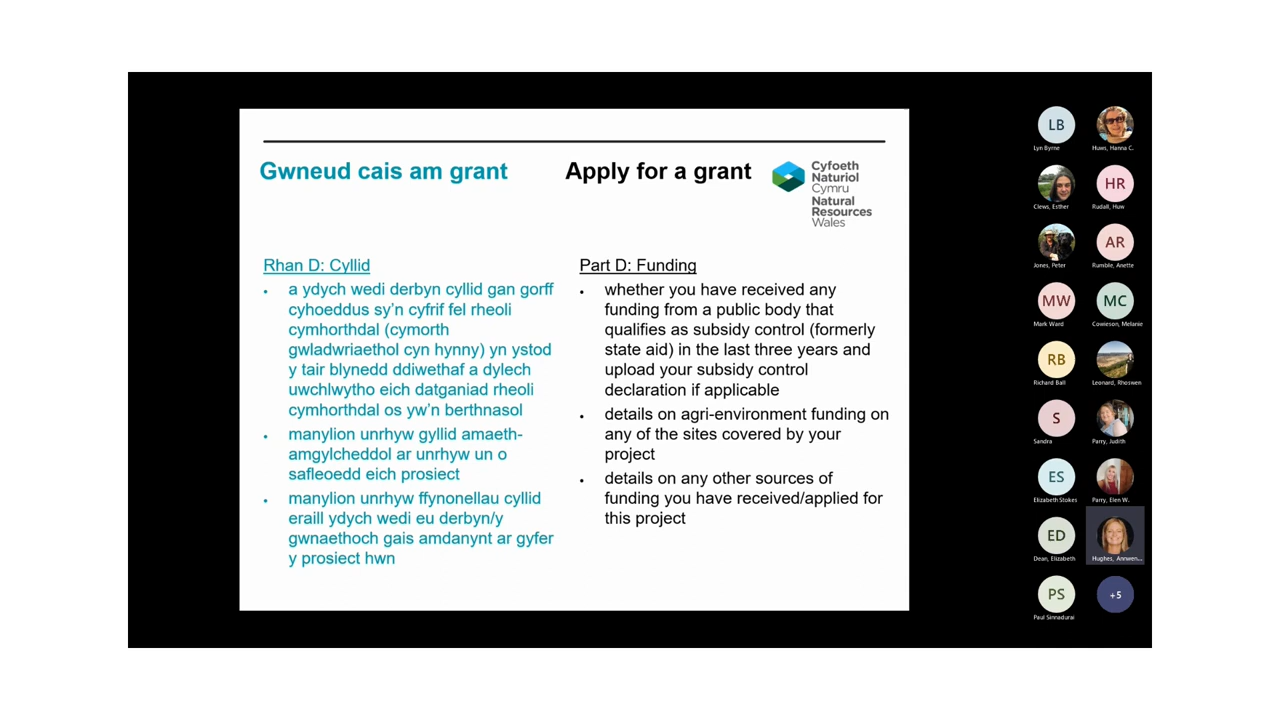 Gwneud cais am grant
Apply for a grant
Cyfoeth
Naturiol
Cymru
Natural
Resources
Wales
Rhan D: Cyllid
• a ydych wedi derbyn cyllid gan gorff
cyhoeddus sy'n cyfrif fel rheoli
cymhorthdal (cymorth
gwladwriaethol cyn hynny) yn ystod
y tair blynedd ddiwethaf a dylech
uwchlwytho eich datganiad rheoli
cymhorthdal os yw'n berthnasol
• manylion unrhyw gyllid amaeth-
amgylcheddol ar unrhyw un o
safleoedd eich prosiect
• manylion unrhyw ffynonellau cyllid
eraill ydych wedi eu derbyn/y
gwnaethoch gais amdanynt ar gyfer
y prosiect hwn
Part D: Funding
• whether you have received any
funding from a public body that
qualifies as subsidy control (formerly
state aid) in the last three years and
upload your subsidy control
declaration if applicable
• details on agri-environment funding on
any of the sites covered by your
project
• details on any other sources of
funding you have received/applied for
this project
LB
Lyn Byrne
Huws, Hanna C.
Clews, Esther
HR
Rudall, Huw
Jones, Peter
AR
Rumble, Anette
MW
Mark Ward
MC
Cowieson, Melanie
RB
Richard Ball
Leonard, Rhoswen
S
Sandra
Parry, Judith
ES
Elizabeth Stokes
Parry, Elen W.
ED
Dean, Elizabeth
Hughes, Annwen...
PS
Paul Sinnadurai
+5